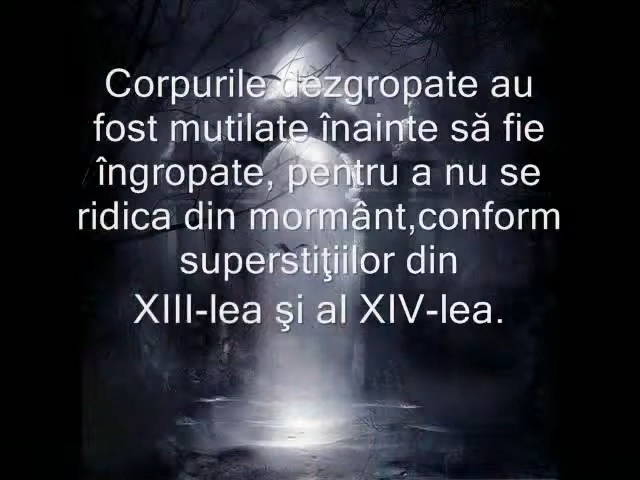 Corpurile dezgropate au
fost mutilate înainte să fie
îngropate, pentru a nu se
ridica din mormânt,conform
superstiţiilor din
XIII-lea şi al XIV-lea.